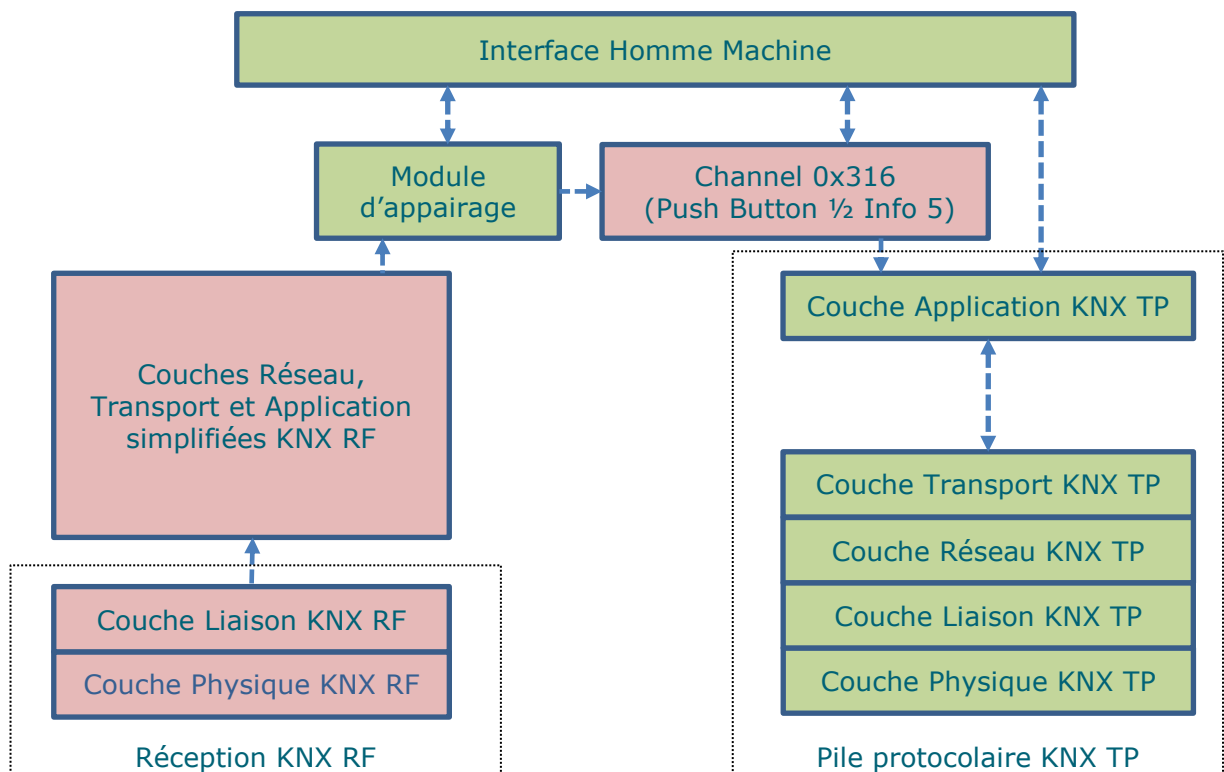 Interface Homme Machine
Module
d’appairage
Channel 0x316
(Push Button ½ Info 5)
Couches Réseau,
Transport et Application
simplifiées KNX RF
Couche Liaison KNX RF
Couche Physique KNX RF
Réception KNX RF
Couche Application KNX TP
Couche Transport KNX TP
Couche Réseau KNX TP
Couche Liaison KNX TP
Couche Physique KNX TP
Pile protocolaire KNX TP